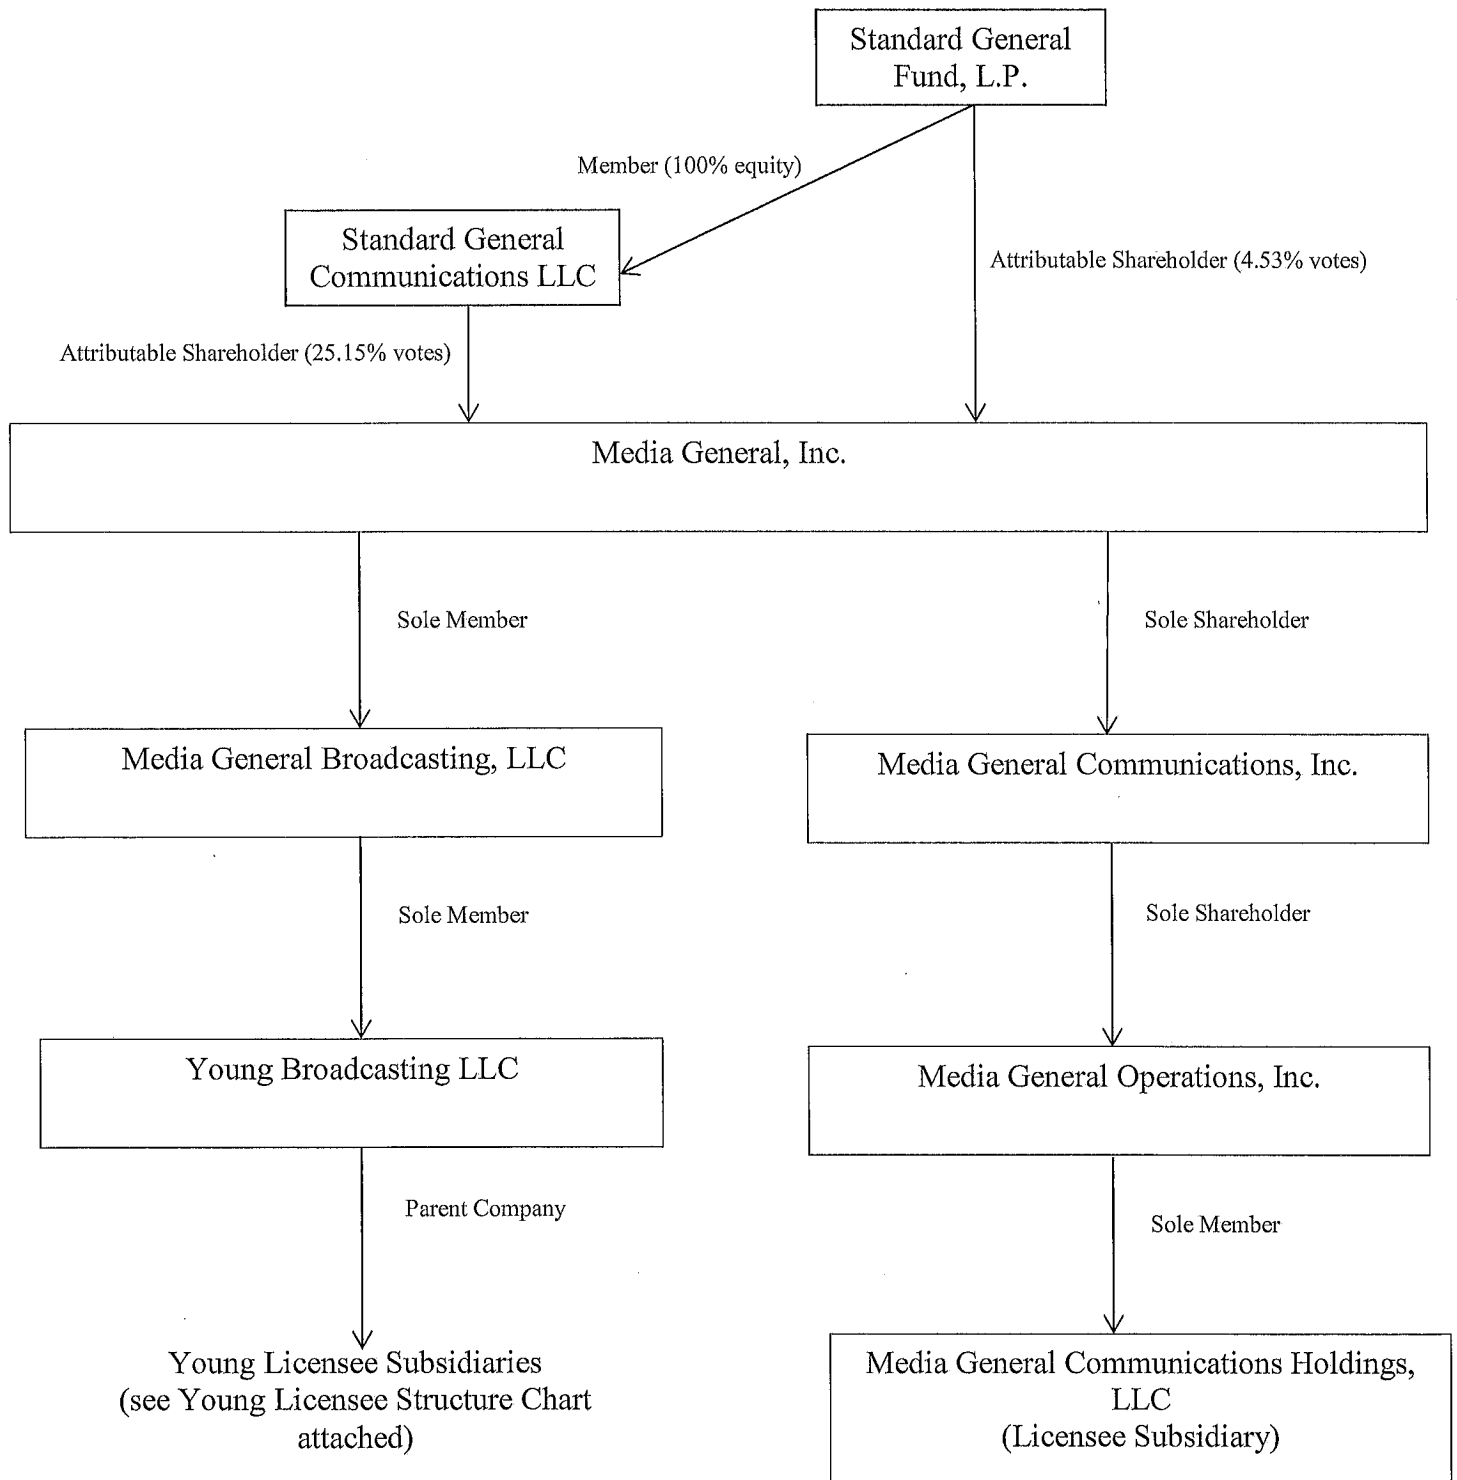 Standard General
Fund, L.P.
Member (100% equity)
Standard General
Communications LLC
Attributable Shareholder (4.53% votes)
Attributable Shareholder (25.15% votes)
Media General, Inc.
Sole Member
Sole Shareholder
Media General Broadcasting, LLC
Media General Communications, Inc.
Sole Member
Sole Shareholder
Young Broadcasting LLC
Media General Operations, Inc.
Parent Company
Sole Member
Young Licensee Subsidiaries
(see Young Licensee Structure Chart
attached)
Media General Communications Holdings,
LLC
(Licensee Subsidiary)